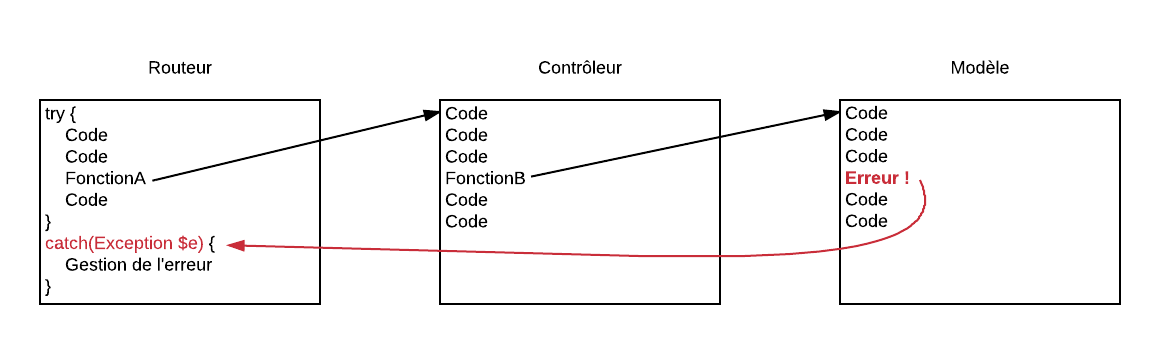 Routeur
Contrôleur
Modèle
try {
Code
Code
FonctionA
Code
}
catch(Exception $e) {
Gestion de l'erreur
}
Code
Code
Code
FonctionB
Code
Code
Code
Code
Code
Erreur !
Code
Code